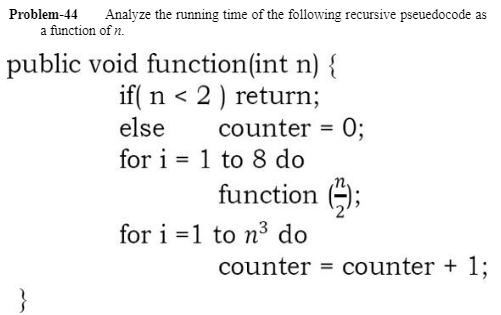 Problem-44 Analyze the running time of the following recursive pseuedocode as
a function of n.
public void function(int n) {
if( n < 2 ) return;
else counter = 0;
for i = 1 to 8 do
function (n/2);
for i =1 to n³ do
counter = counter + 1;
}